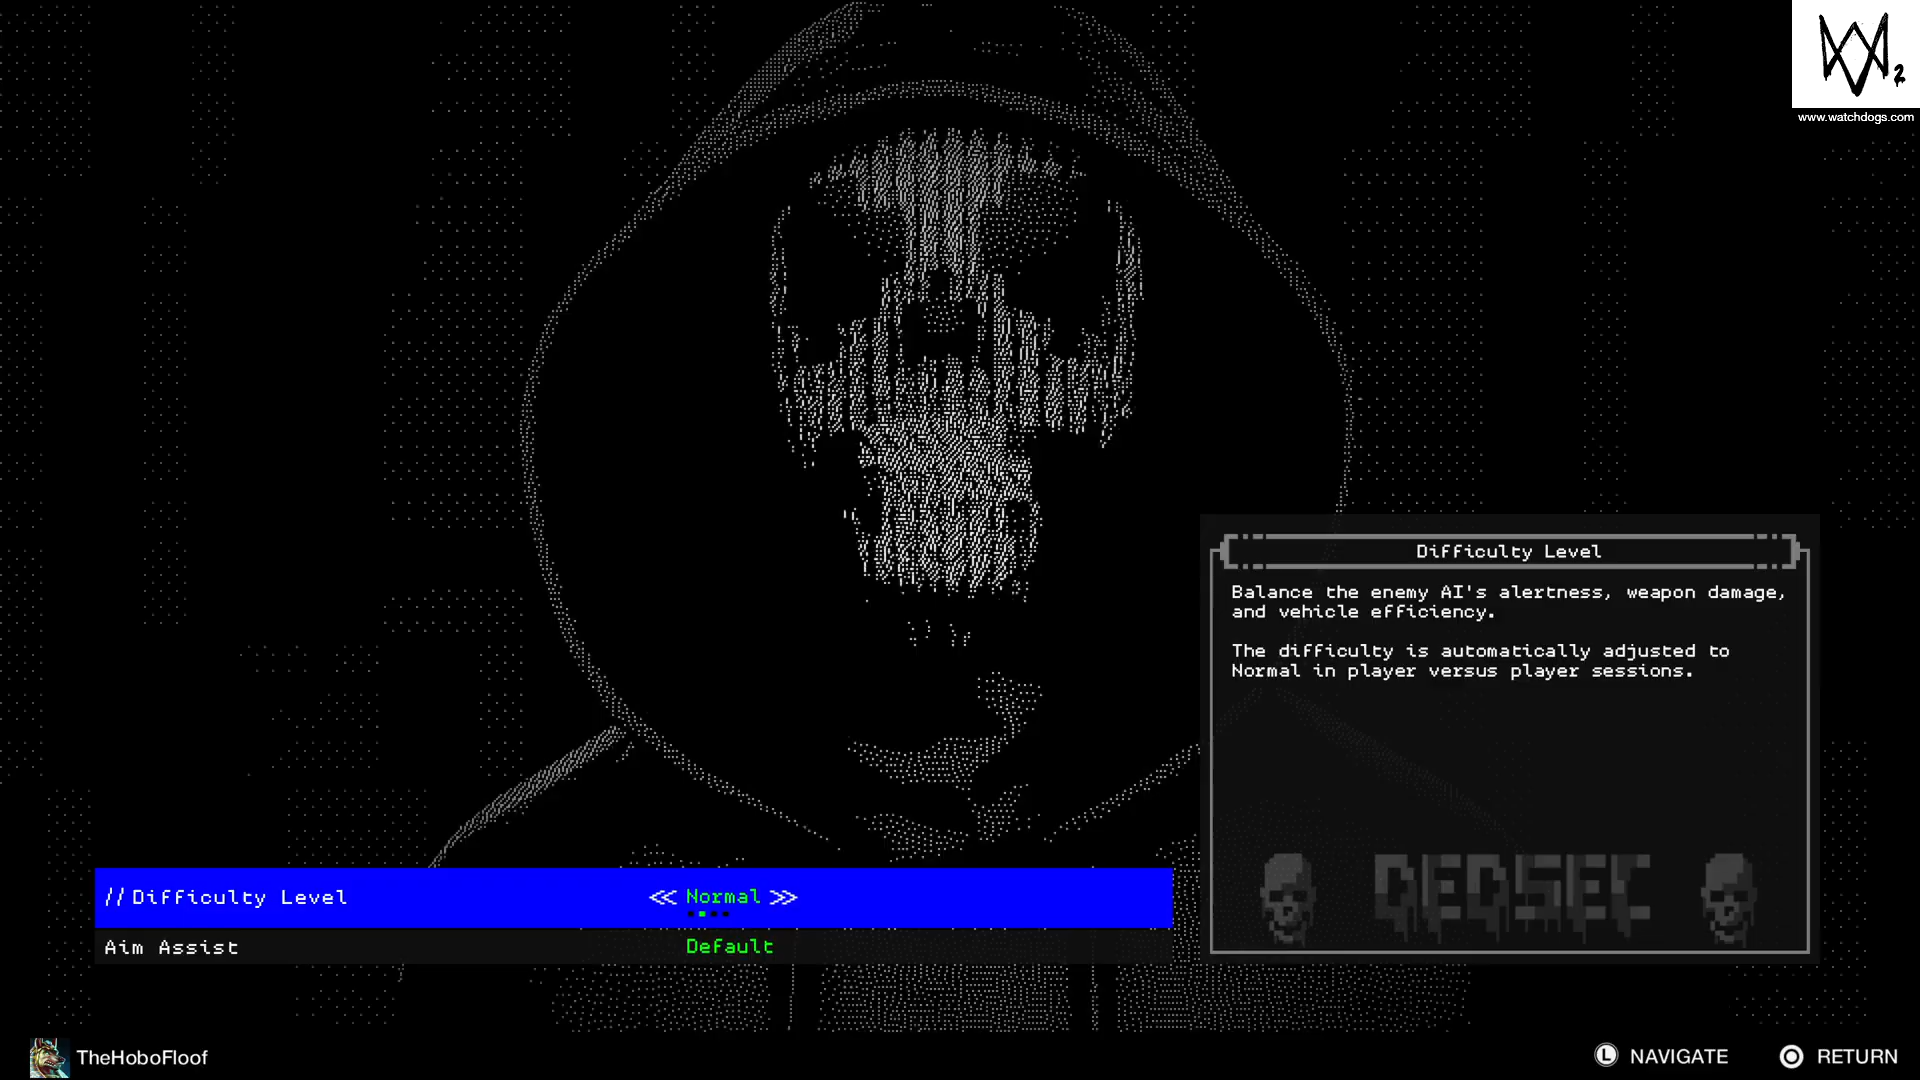 2
www.watchdogs.com
Difficulty Level
Balance the enemy AI's alertness, weapon damage,
and vehicle efficiency.
The difficulty is automatically adjusted to
Normal in player versus player sessions.
DEDSEC
//Difficulty Level
<< Normal >>
Aim Assist
Default
TheHoboFloof
L NAVIGATE
RETURN